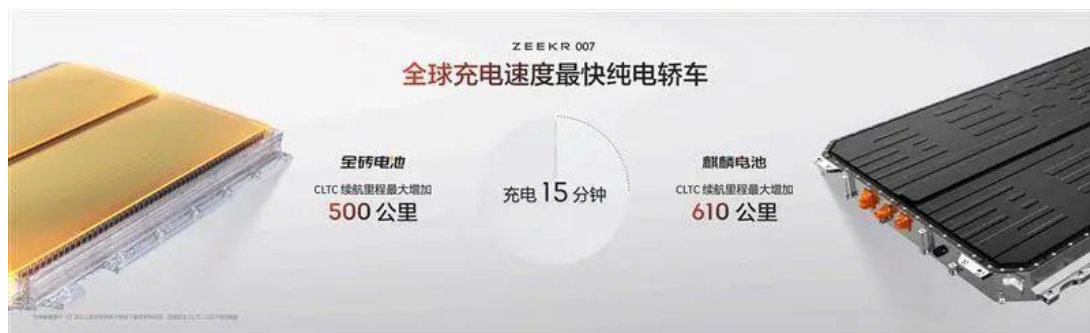 ZEEKR 007
全球充电速度最快纯电轿车
金砖电池
CLTC 续航里程最大增加
500 公里
充电 15 分钟
麒麟电池
CLTC 续航里程最大增加
610 公里